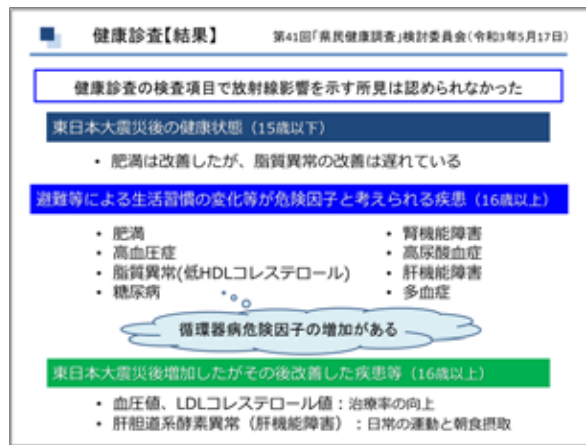 健康診査【結果】
第41回「県民健康調査」検討委員会(令和3年5月17日)
健康診査の検査項目で放射線影響を示す所見は認められなかった
東日本大震災後の健康状態（15歳以下）
• 肥満は改善したが、脂質異常の改善は遅れている
避難等による生活習慣の変化等が危険因子と考えられる疾患（16歳以上）
• 肥満
• 高血圧症
• 脂質異常(低HDLコレステロール)
• 糖尿病
• 腎機能障害
• 高尿酸血症
• 肝機能障害
• 多血症
循環器病危険因子の増加がある
東日本大震災後増加したがその後改善した疾患等（16歳以上）
• 血圧値、LDLコレステロール値：治療率の向上
• 肝胆道系酵素異常（肝機能障害）：日常の運動と朝食摂取